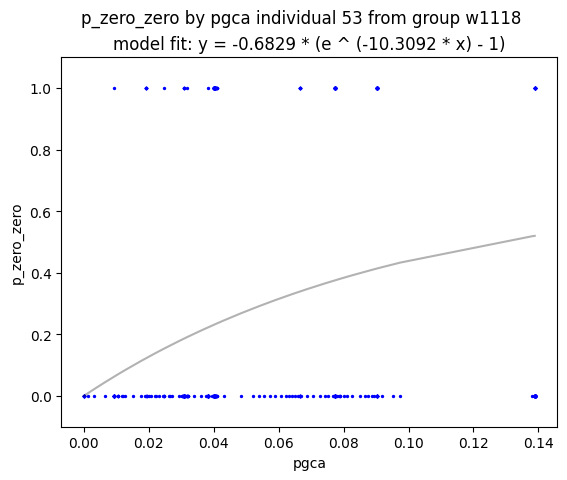 p_zero_zero by pgca individual 53 from group w1118
model fit: y = -0.6829 * (e ^ (-10.3092 * x) - 1)
1.0
0.8
0.6
0.4
0.2
0.0
p_zero_zero
0.00 0.02 0.04 0.06 0.08 0.10 0.12 0.14
pgca